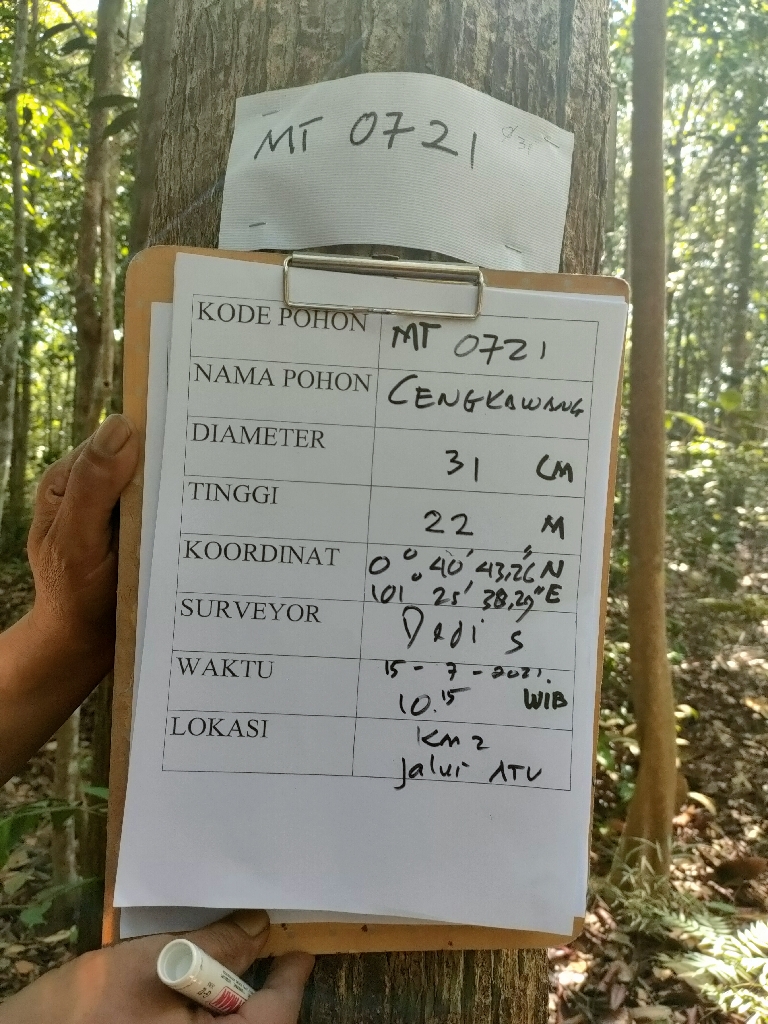 MT 0721
KODE POHON MT 0721
NAMA POHON CENGKAWANG
DIAMETER 31 CM
TINGGI 22 M
KOORDINAT 0° 40' 43,26" N
101° 25' 38,29" E
SURVEYOR Dedi S
WAKTU 15 - 7 - 2021.
10.15 WIB
LOKASI KM 2
jalur ATU